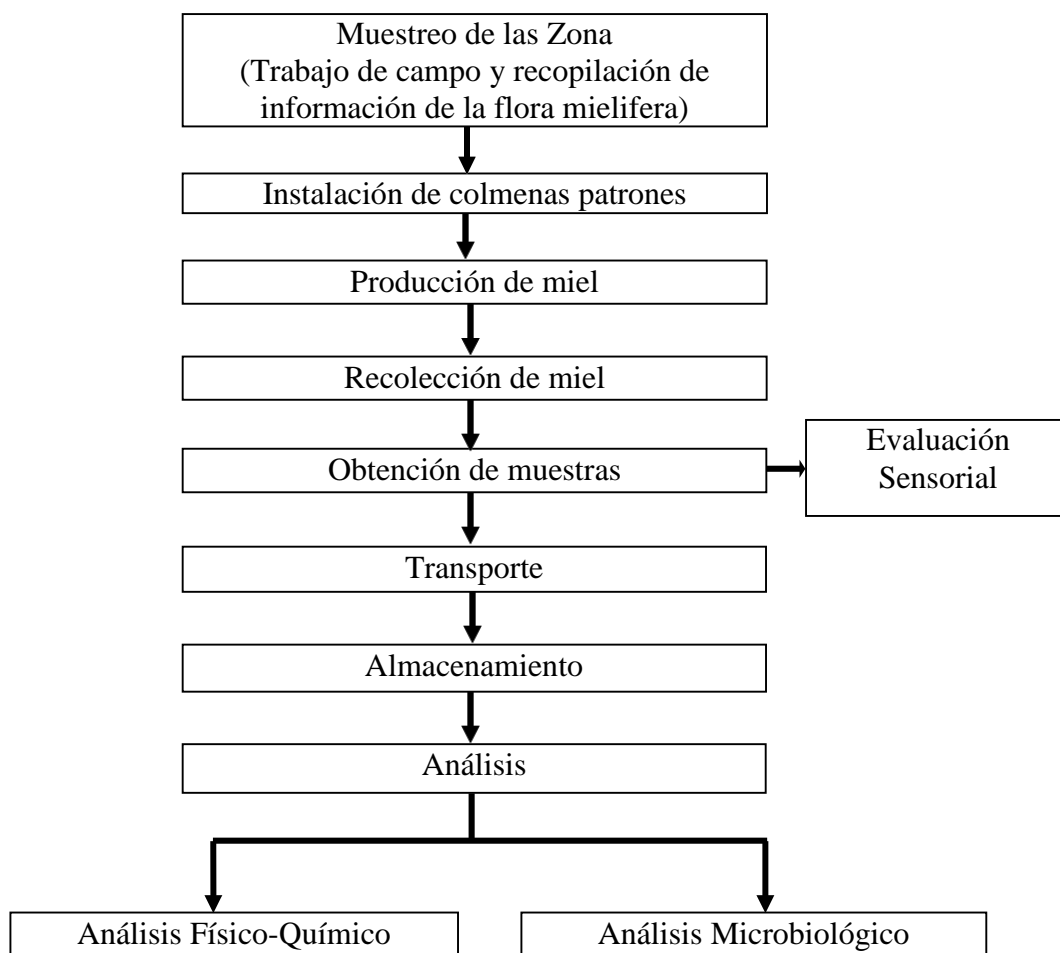 Muestreo de las Zona
(Trabajo de campo y recopilación de
información de la flora mielifera)
Instalación de colmenas patrones
Producción de miel
Recolección de miel
Obtención de muestras
Evaluación
Sensorial
Transporte
Almacenamiento
Análisis
Análisis Físico-Químico
Análisis Microbiológico